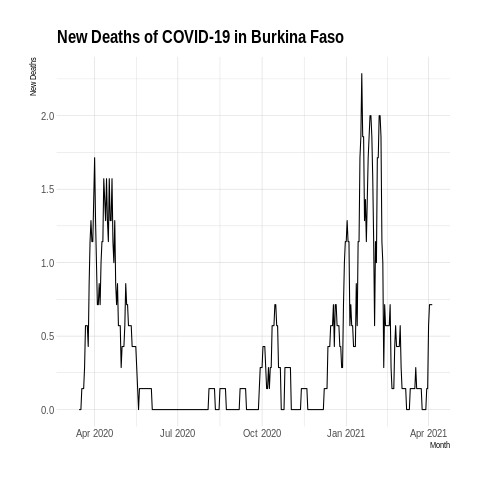 New Deaths of COVID-19 in Burkina Faso
New Deaths
2.0
1.5
1.0
0.5
0.0
Apr 2020 Jul 2020 Oct 2020 Jan 2021 Apr 2021
Month